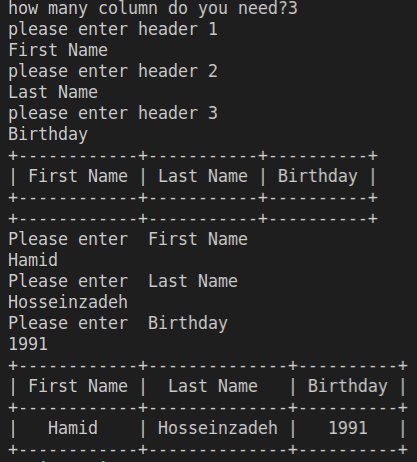 how many column do you need?3
please enter header 1
First Name
please enter header 2
Last Name
please enter header 3
Birthday
+------------+-----------+----------+
| First Name | Last Name | Birthday |
+------------+-----------+----------+
+------------+-----------+----------+
Please enter  First Name
Hamid
Please enter  Last Name
Hosseinzadeh
Please enter  Birthday
1991
+------------+--------------+----------+
| First Name |  Last Name   | Birthday |
+------------+--------------+----------+
|   Hamid    | Hosseinzadeh |   1991   |
+------------+--------------+----------+